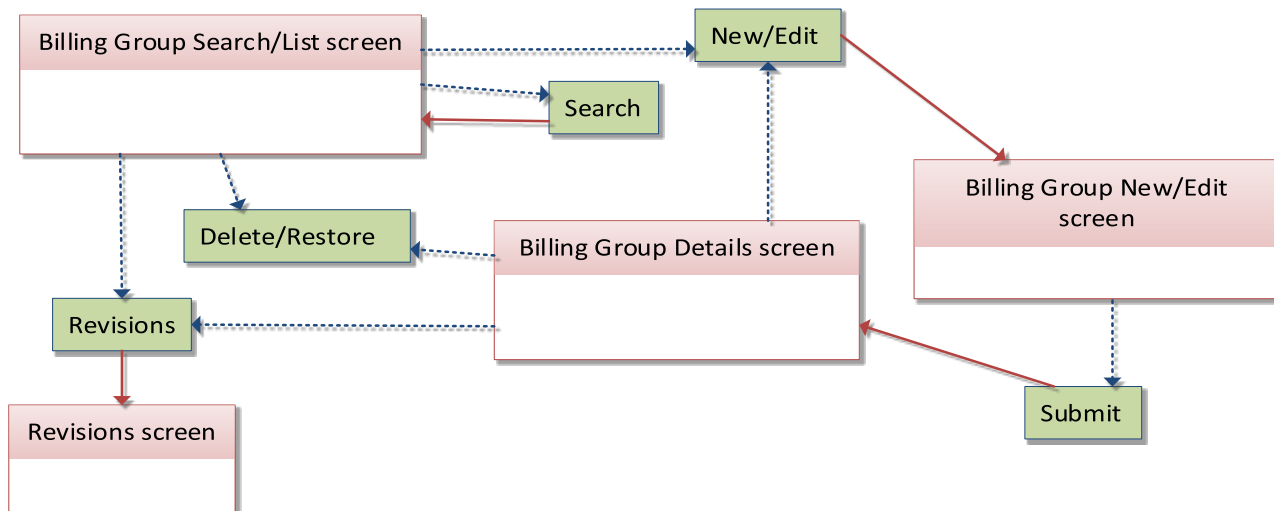 Billing Group Search/List screen
New/Edit
Search
Billing Group New/Edit
screen
Delete/Restore
Billing Group Details screen
Revisions
Submit
Revisions screen